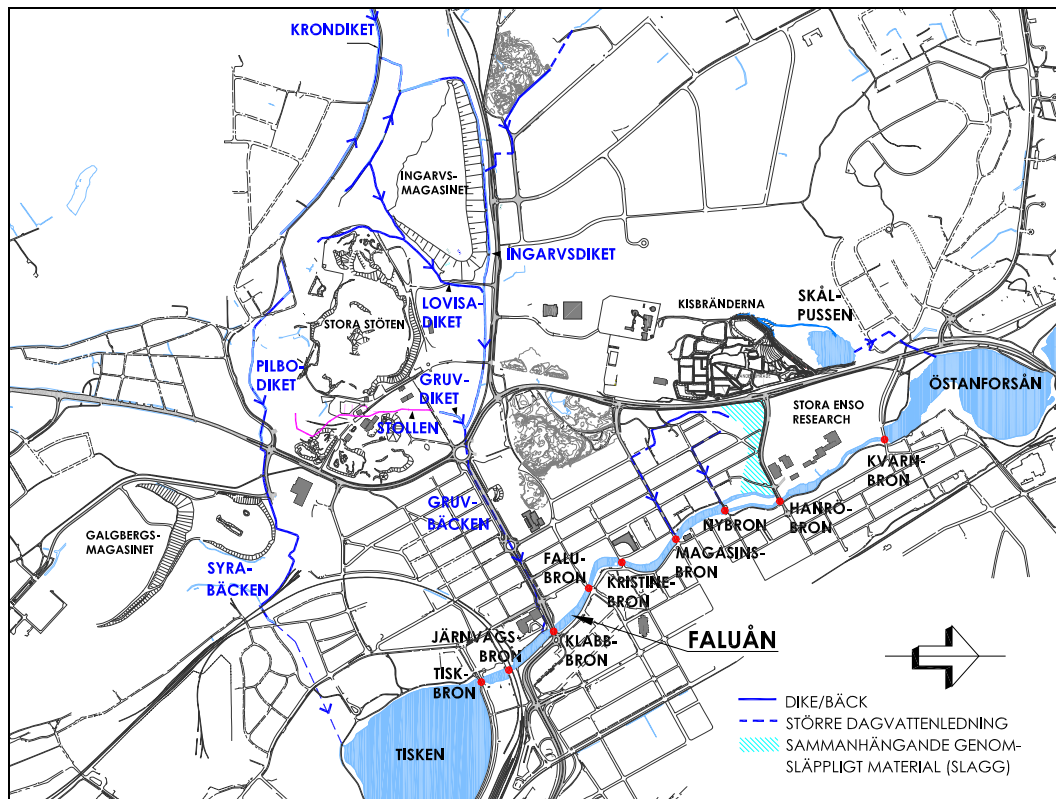 KRONDIKET
INGARVS-
MAGASINET
INGARVSDIKET
LOVISA-
DIKET
STORA STÖTEN
PILBO-
DIKET
GRUV-
DIKET
STOLLEN
KISBRÄNDERNA
SKÅL-
PUSSEN
ÖSTANFORSÅN
STORA ENSO
RESEARCH
KVARN-
BRON
HANRÖ-
BRON
NYBRON
MAGASINS-
BRON
KRISTINE-
BRON
FALU-
BRON
GRUV-
BÄCKEN
GALGBERGS-
MAGASINET
SYRA-
BÄCKEN
JÄRNVÄGS-
BRON
KLABB-
BRON
FALUÅN
TISK-
BRON
TISKEN
DIKE/BÄCK
STÖRRE DAGVATTENLEDNING
SAMMANHÄNGANDE GENOM-
SLÄPPLIGT MATERIAL (SLAGG)